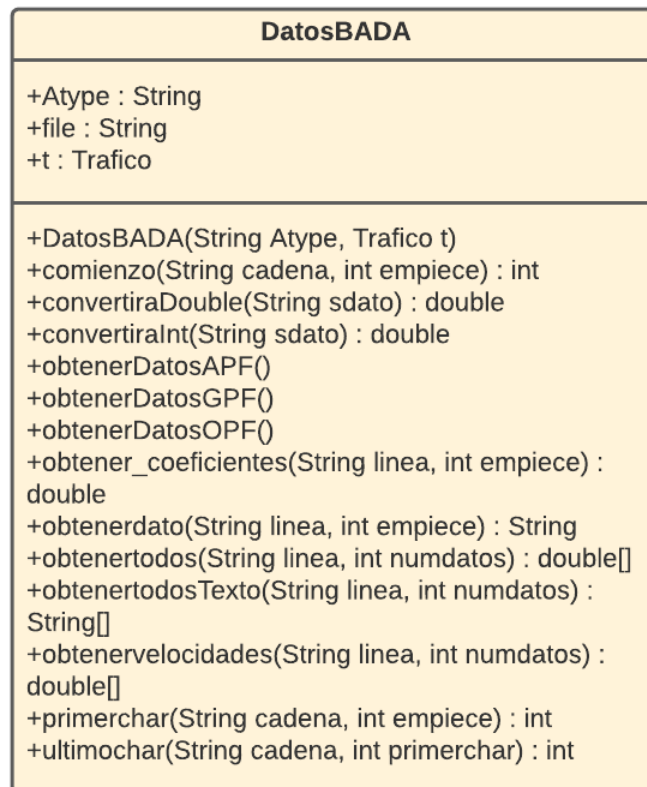 DatosBADA
+Atype : String
+file : String
+t : Trafico
+DatosBADA(String Atype, Trafico t)
+comienzo(String cadena, int empiece) : int
+convertiraDouble(String sdato) : double
+convertiraInt(String sdato) : double
+obtenerDatosAPF()
+obtenerDatosGPF()
+obtenerDatosOPF()
+obtener_coeficientes(String linea, int empiece) :
double
+obtenerdato(String linea, int empiece) : String
+obtenertodos(String linea, int numdatos) : double[]
+obtenertodosTexto(String linea, int numdatos) :
String[]
+obtenervelocidades(String linea, int numdatos) :
double[]
+primerchar(String cadena, int empiece) : int
+ultimochar(String cadena, int primerchar) : int